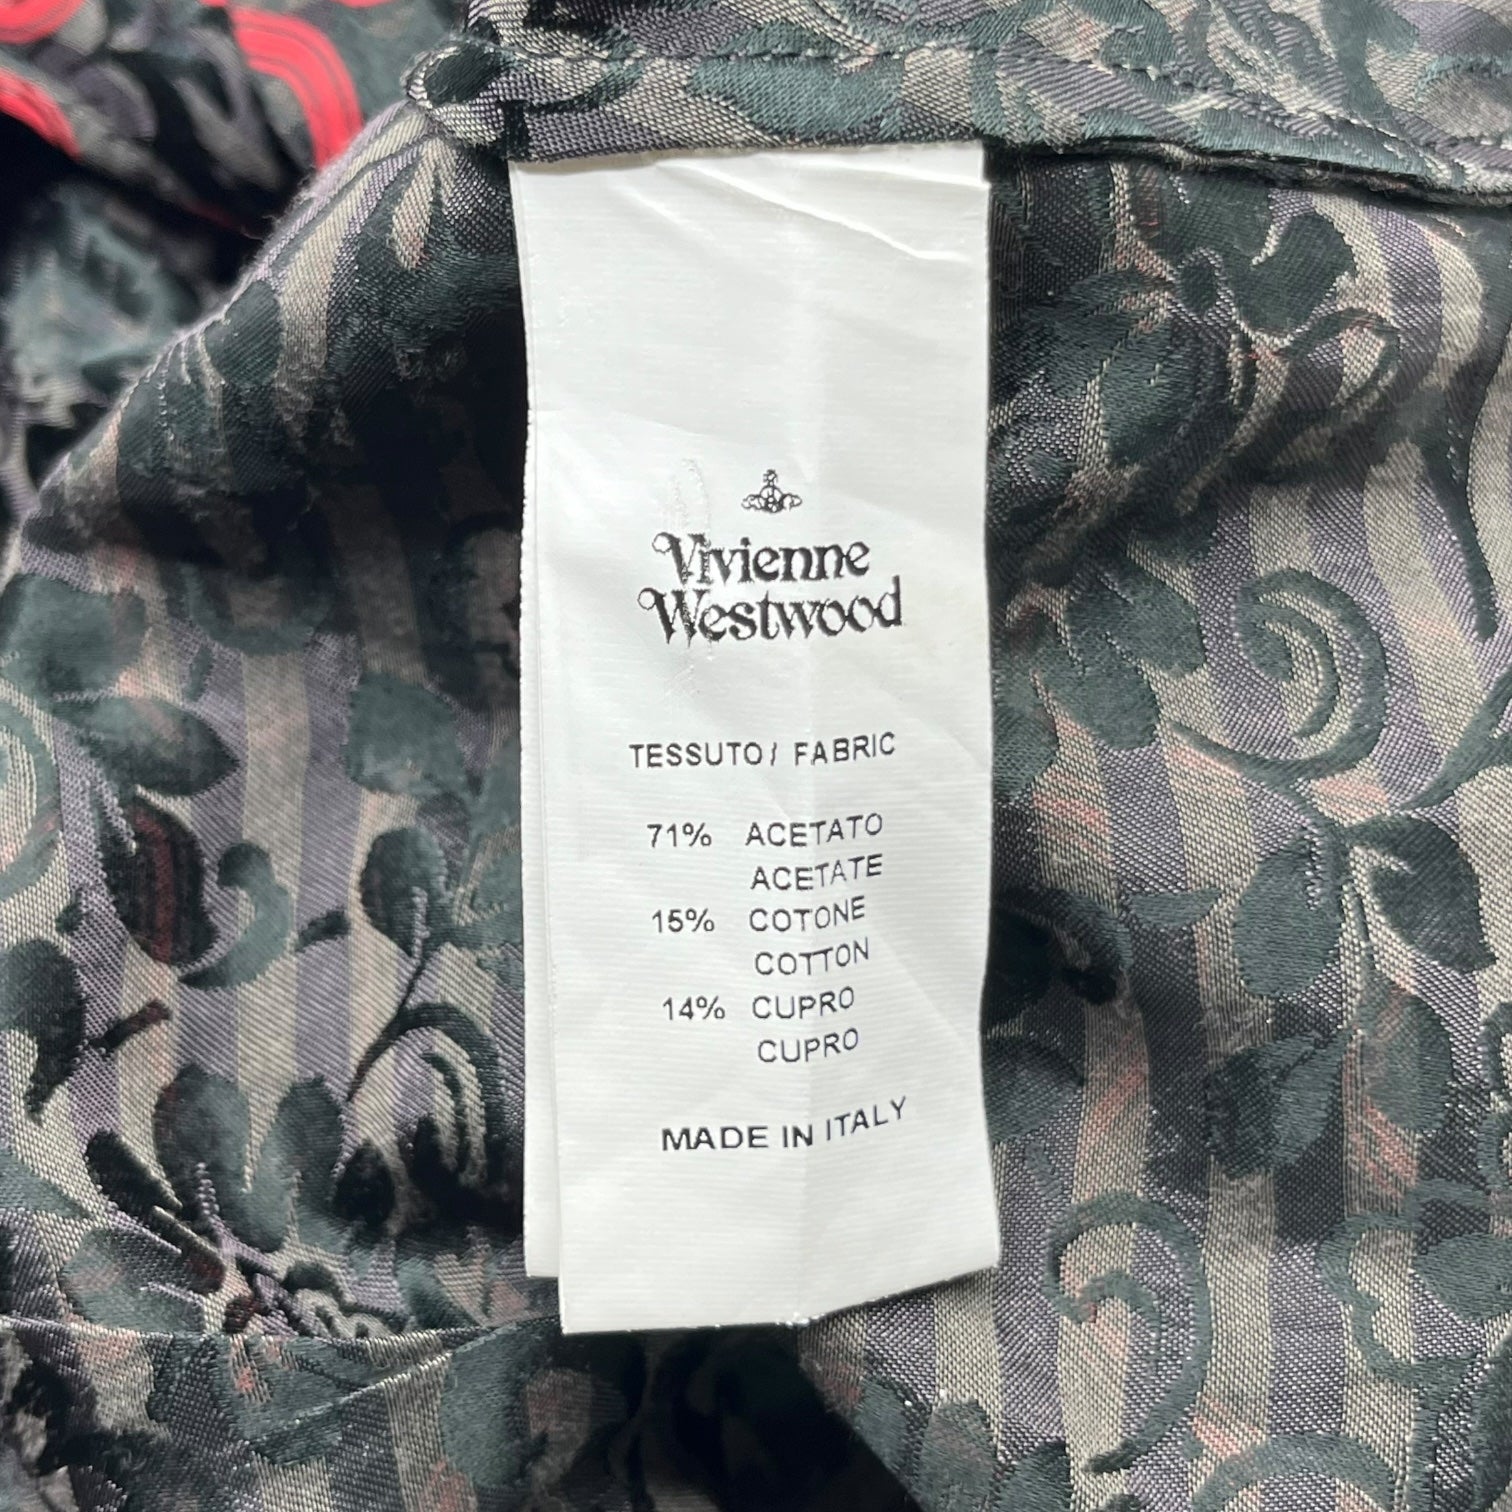 Vivienne
Westwood
TESSUTO/ FABRIC
71% ACETATO
ACETATE
15% COTONE
COTTON
14% CUPRO
CUPRO
MADE IN ITALY